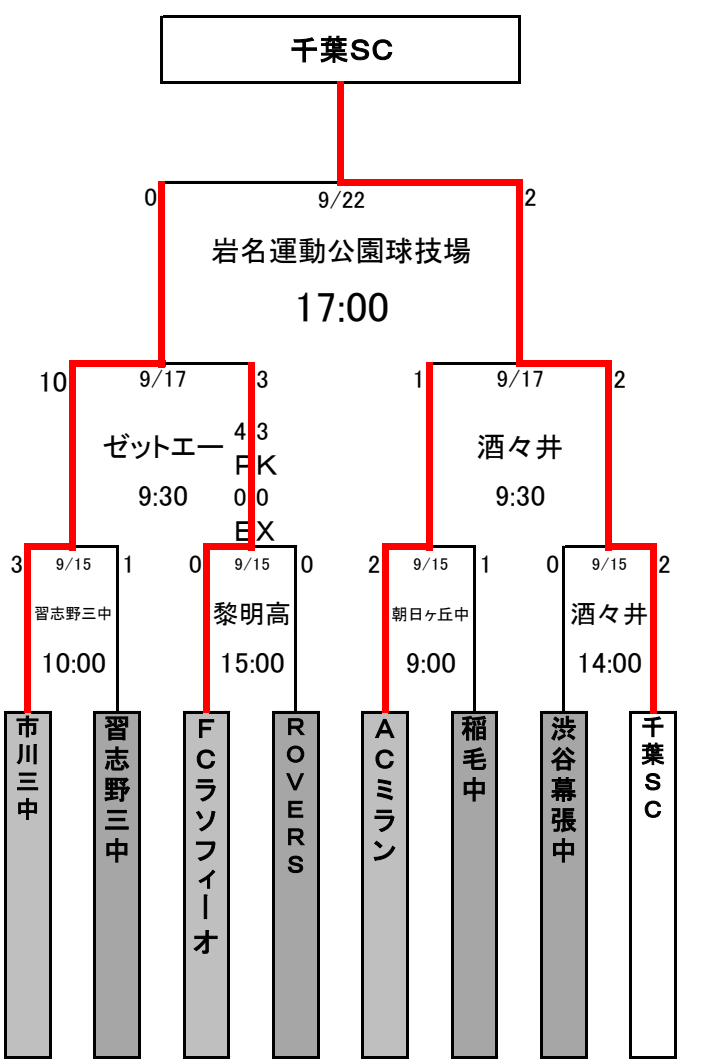 千葉SC
0 9/22 2
岩名運動公園球技場
17:00
10 9/17 3
1 9/17 2
ゼットエー 4 3
PK
9:30 0 0
EX
酒々井
9:30
3 9/15 1
0 9/15 0
2 9/15 1
0 9/15 2
習志野三中
10:00
黎明高
15:00
朝日ヶ丘中
9:00
酒々井
14:00
市川三中
習志野三中
FCラソフィーオ
ROVERS
ACミラン
稲毛中
渋谷幕張中
千葉SC